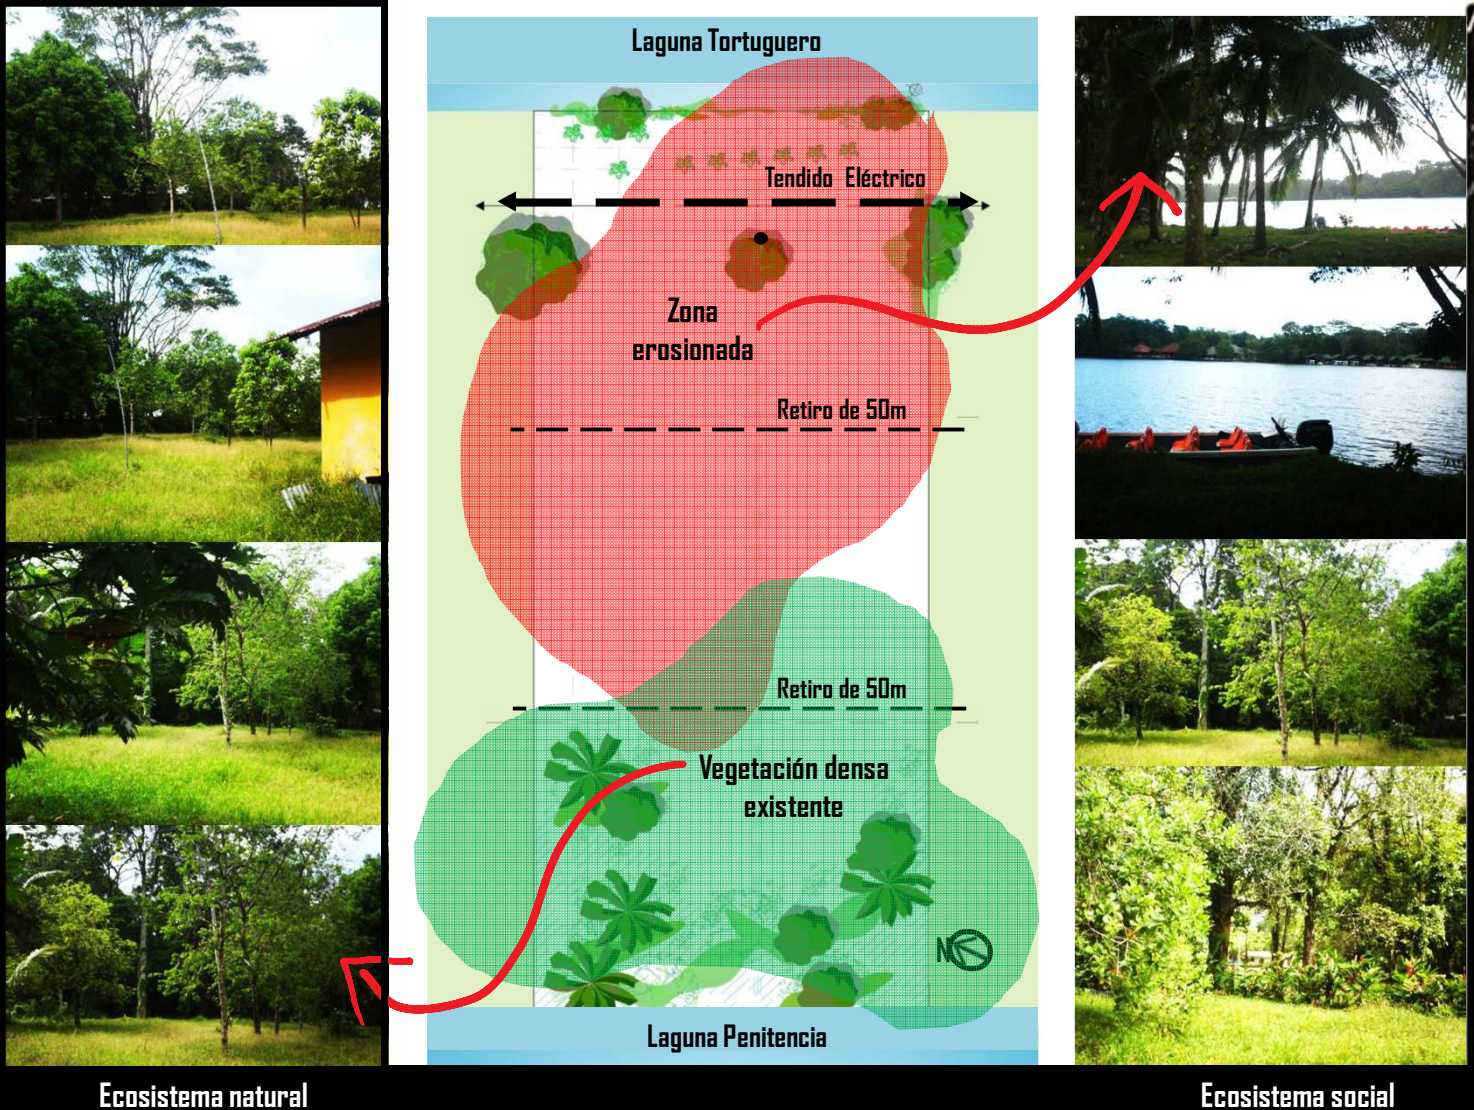 Laguna Tortuguero
Tendido Eléctrico
Zona
erosionada
Retiro de 50m
Retiro de 50m
Vegetación densa
existente
N
Laguna Penitencia
Ecosistema natural
Ecosistema social